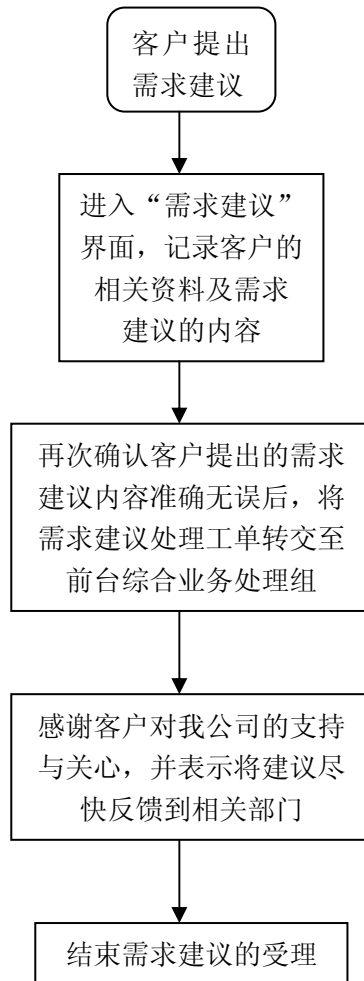 客户提出
需求建议
进入“需求建议”
界面，记录客户的
相关资料及需求
建议的内容
再次确认客户提出的需求
建议内容准确无误后，将
需求建议处理工单转交至
前台综合业务处理组
感谢客户对我公司的支持
与关心，并表示将建议尽
快反馈到相关部门
结束需求建议的受理